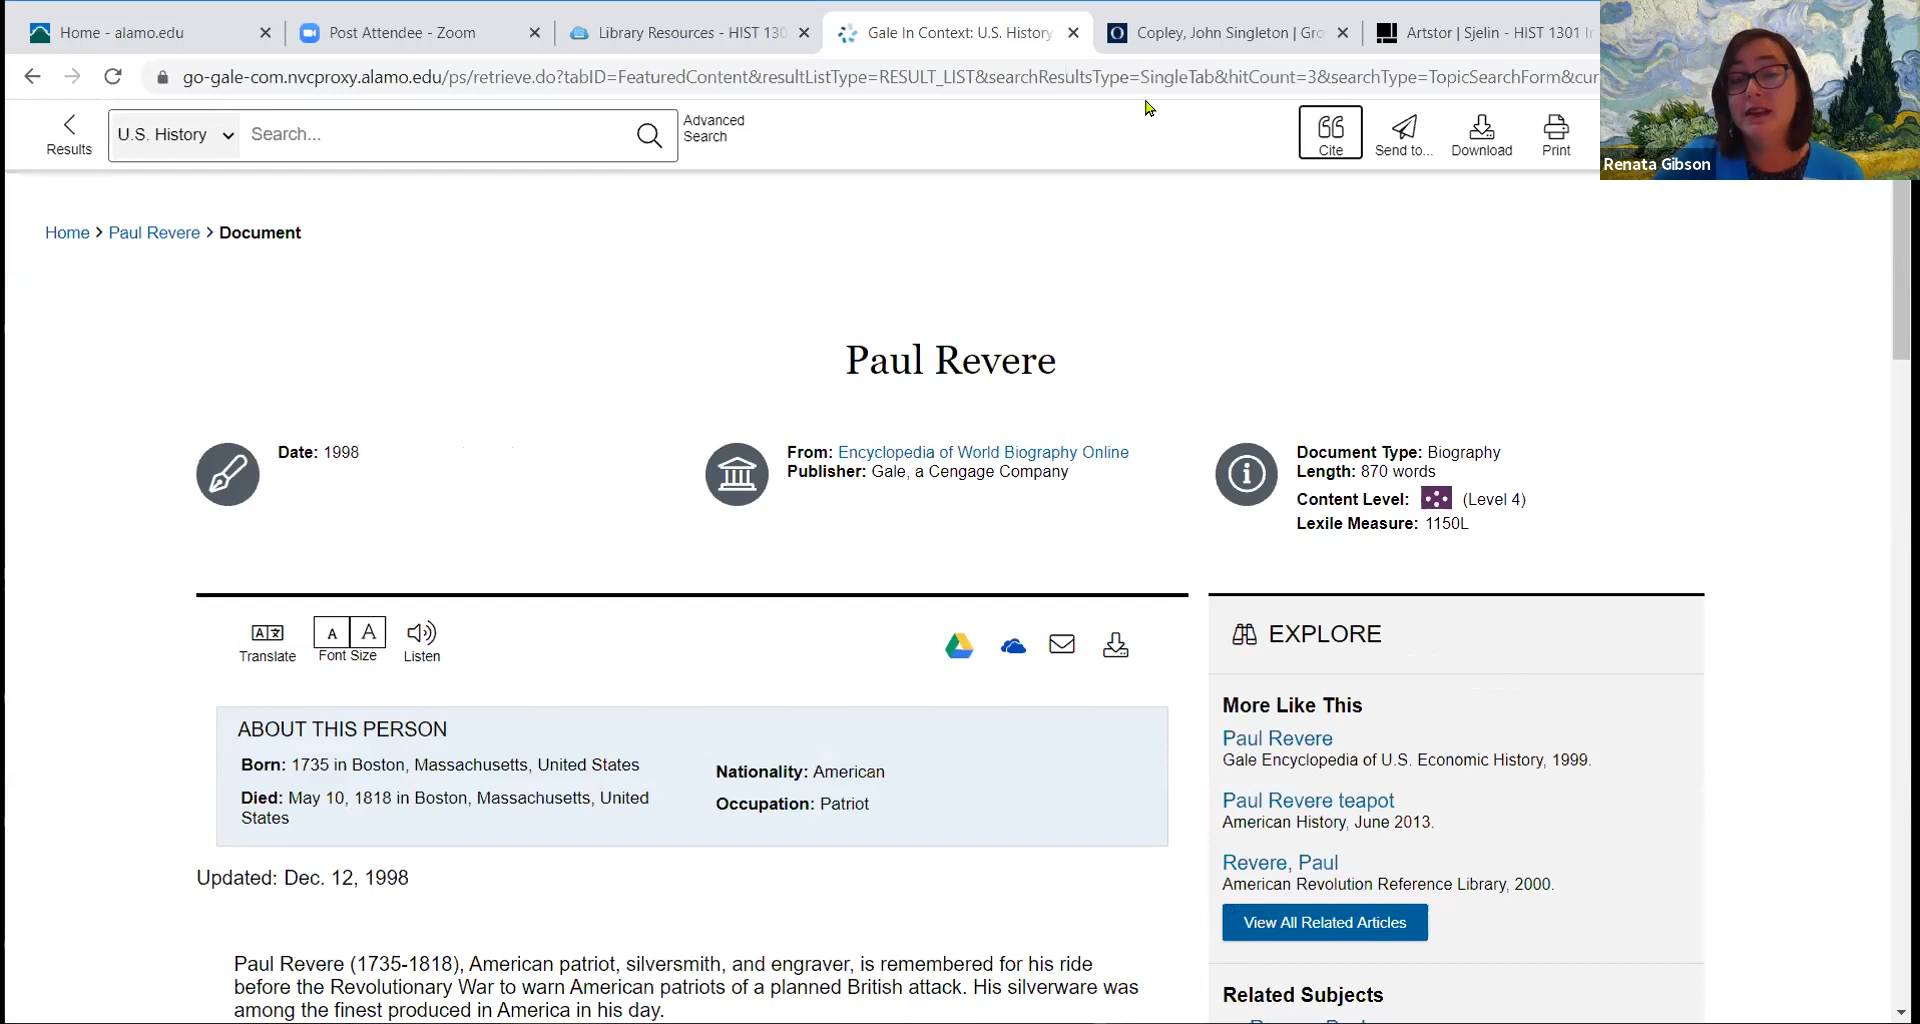 Home - alamo.edu
Post Attendee - Zoom
Library Resources - HIST 130
Gale In Context: U.S. History
Copley, John Singleton | Gro
Artstor | Sjelin - HIST 1301 I
go-gale-com.nvcproxy.alamo.edu/ps/retrieve.do?tabID=FeaturedContent&resultListType=RESULT_LIST&searchResultsType=SingleTab&hitCount=3&searchType=TopicSearchForm&cur
Results
U.S. History
Search...
Advanced
Search
Cite
Send to...
Download
Print
Renata Gibson
Home > Paul Revere > Document
Paul Revere
Date: 1998
From: Encyclopedia of World Biography Online
Publisher: Gale, a Cengage Company
Document Type: Biography
Length: 870 words
Content Level: (Level 4)
Lexile Measure: 1150L
Translate
A A
Font Size
Listen
EXPLORE
ABOUT THIS PERSON
Born: 1735 in Boston, Massachusetts, United States
Died: May 10, 1818 in Boston, Massachusetts, United
States
Nationality: American
Occupation: Patriot
Updated: Dec. 12, 1998
Paul Revere (1735-1818), American patriot, silversmith, and engraver, is remembered for his ride
before the Revolutionary War to warn American patriots of a planned British attack. His silverware was
among the finest produced in America in his day.
More Like This
Paul Revere
Gale Encyclopedia of U.S. Economic History, 1999.
Paul Revere teapot
American History, June 2013.
Revere, Paul
American Revolution Reference Library, 2000.
View All Related Articles
Related Subjects